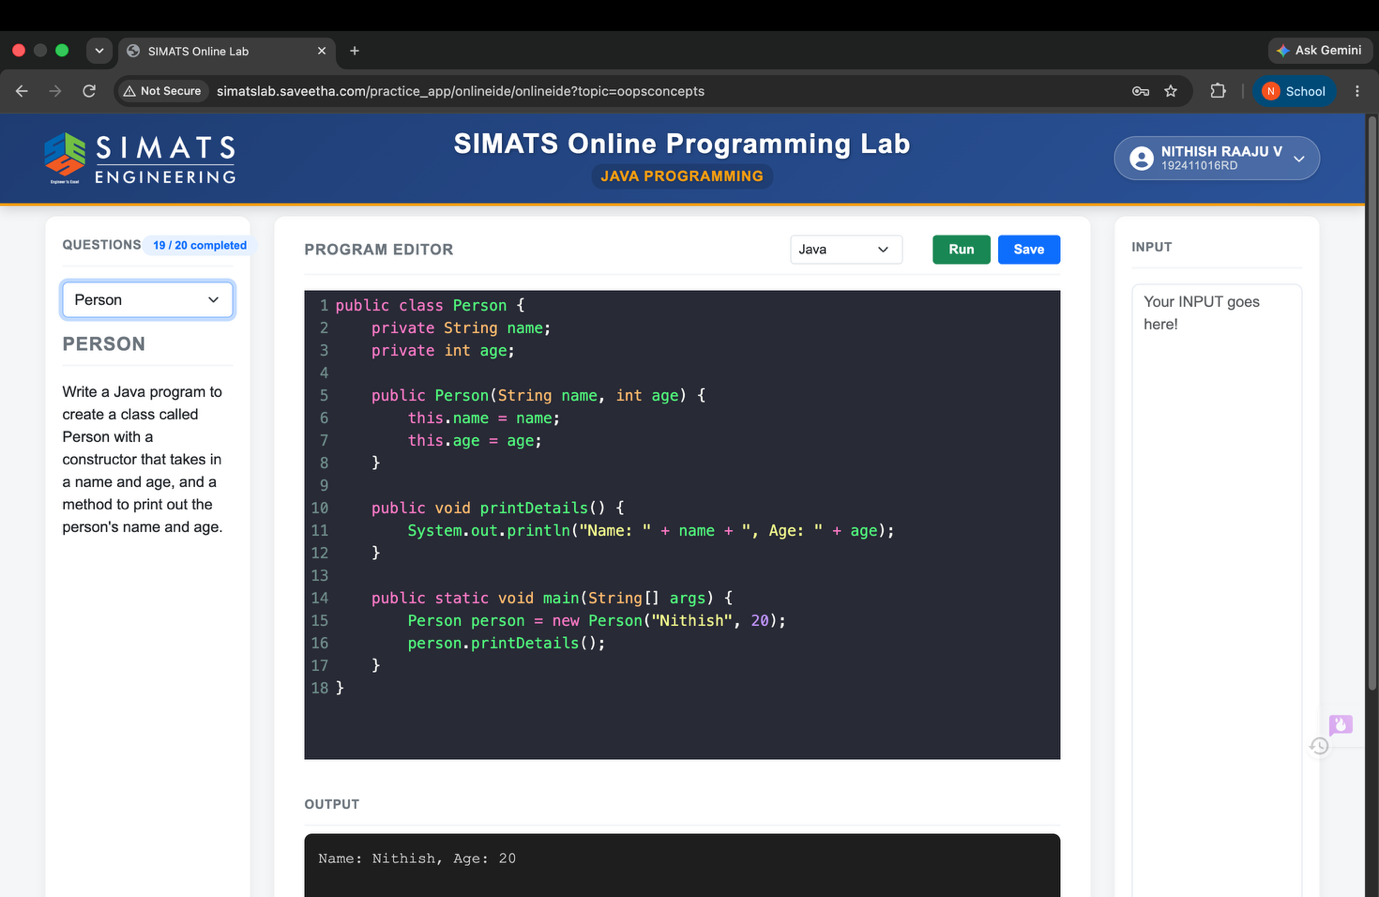 SIMATS Online Lab
Ask Gemini
Not Secure
simatslab.saveetha.com/practice_app/onlineide/onlineide?topic=oopsconcepts
N School
SIMATS
ENGINEERING
Engineer to Excel
SIMATS Online Programming Lab
JAVA PROGRAMMING
NITHISH RAAJU V
192411016RD
QUESTIONS 19 / 20 completed
Person
PERSON
Write a Java program to
create a class called
Person with a
constructor that takes in
a name and age, and a
method to print out the
person's name and age.
PROGRAM EDITOR
Java
Run
Save
1 public class Person {
2     private String name;
3     private int age;
4
5     public Person(String name, int age) {
6         this.name = name;
7         this.age = age;
8     }
9
10     public void printDetails() {
11         System.out.println("Name: " + name + ", Age: " + age);
12     }
13
14     public static void main(String[] args) {
15         Person person = new Person("Nithish", 20);
16         person.printDetails();
17     }
18 }
OUTPUT
Name: Nithish, Age: 20
INPUT
Your INPUT goes
here!